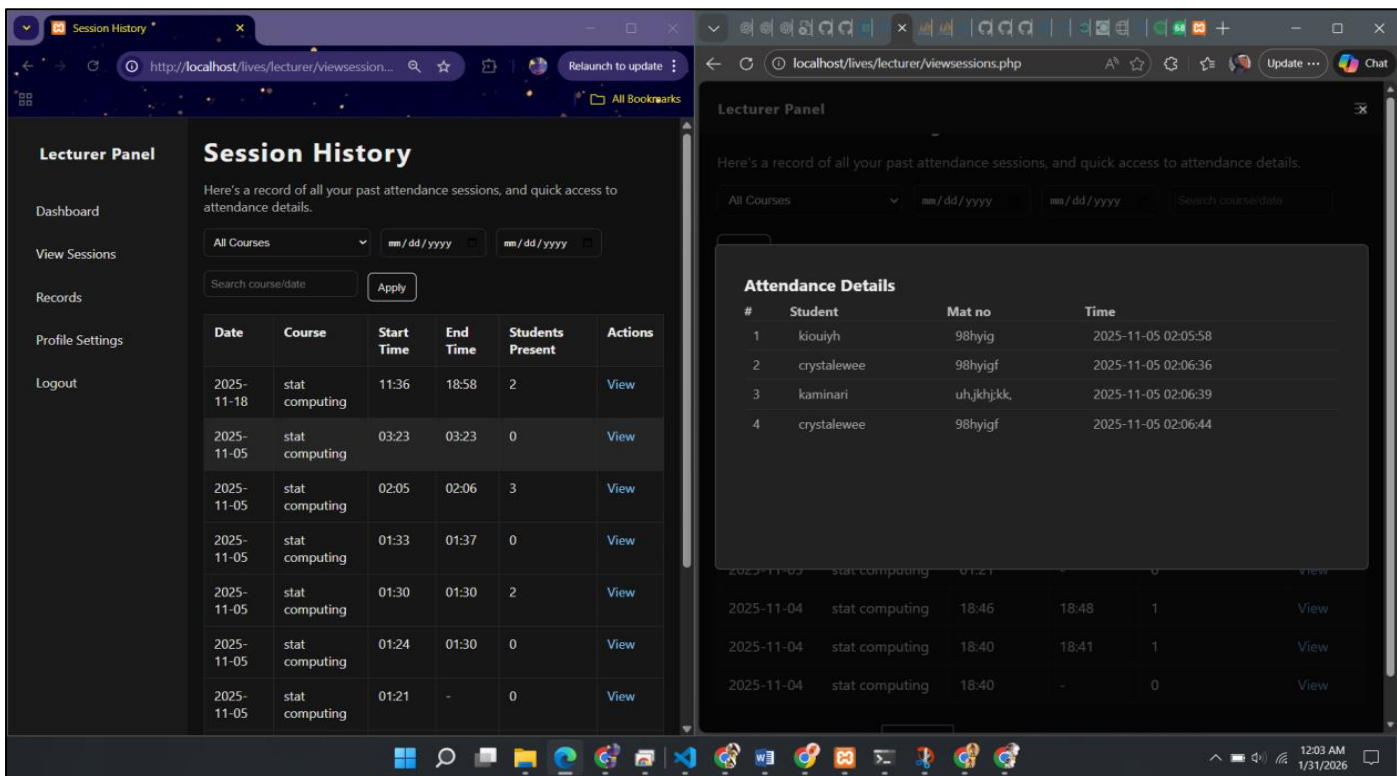 Session History *
http://localhost/lives/lecturer/viewsession...
Relaunch to update
All Bookmarks
Lecturer Panel
Dashboard
View Sessions
Records
Profile Settings
Logout
Session History
Here's a record of all your past attendance sessions, and quick access to
attendance details.
All Courses mm/dd/yyyy mm/dd/yyyy
Search course/date Apply
Date Course Start Time End Time Students Present Actions
2025-11-18 stat computing 11:36 18:58 2 View
2025-11-05 stat computing 03:23 03:23 0 View
2025-11-05 stat computing 02:05 02:06 3 View
2025-11-05 stat computing 01:33 01:37 0 View
2025-11-05 stat computing 01:30 01:30 2 View
2025-11-05 stat computing 01:24 01:30 0 View
2025-11-05 stat computing 01:21 - 0 View
68
localhost/lives/lecturer/viewsessions.php
Update ... Chat
Lecturer Panel
Here's a record of all your past attendance sessions, and quick access to attendance details.
All Courses mm/dd/yyyy mm/dd/yyyy Search course/date
Attendance Details
# Student Mat no Time
1 kiouiyh 98hyig 2025-11-05 02:05:58
2 crystalewee 98hyigf 2025-11-05 02:06:36
3 kaminari uh,jkhj;kk, 2025-11-05 02:06:39
4 crystalewee 98hyigf 2025-11-05 02:06:44
2025-11-05 stat computing 01:21 - 0 View
2025-11-04 stat computing 18:46 18:48 1 View
2025-11-04 stat computing 18:40 18:41 1 View
2025-11-04 stat computing 18:40 - 0 View
12:03 AM
1/31/2026